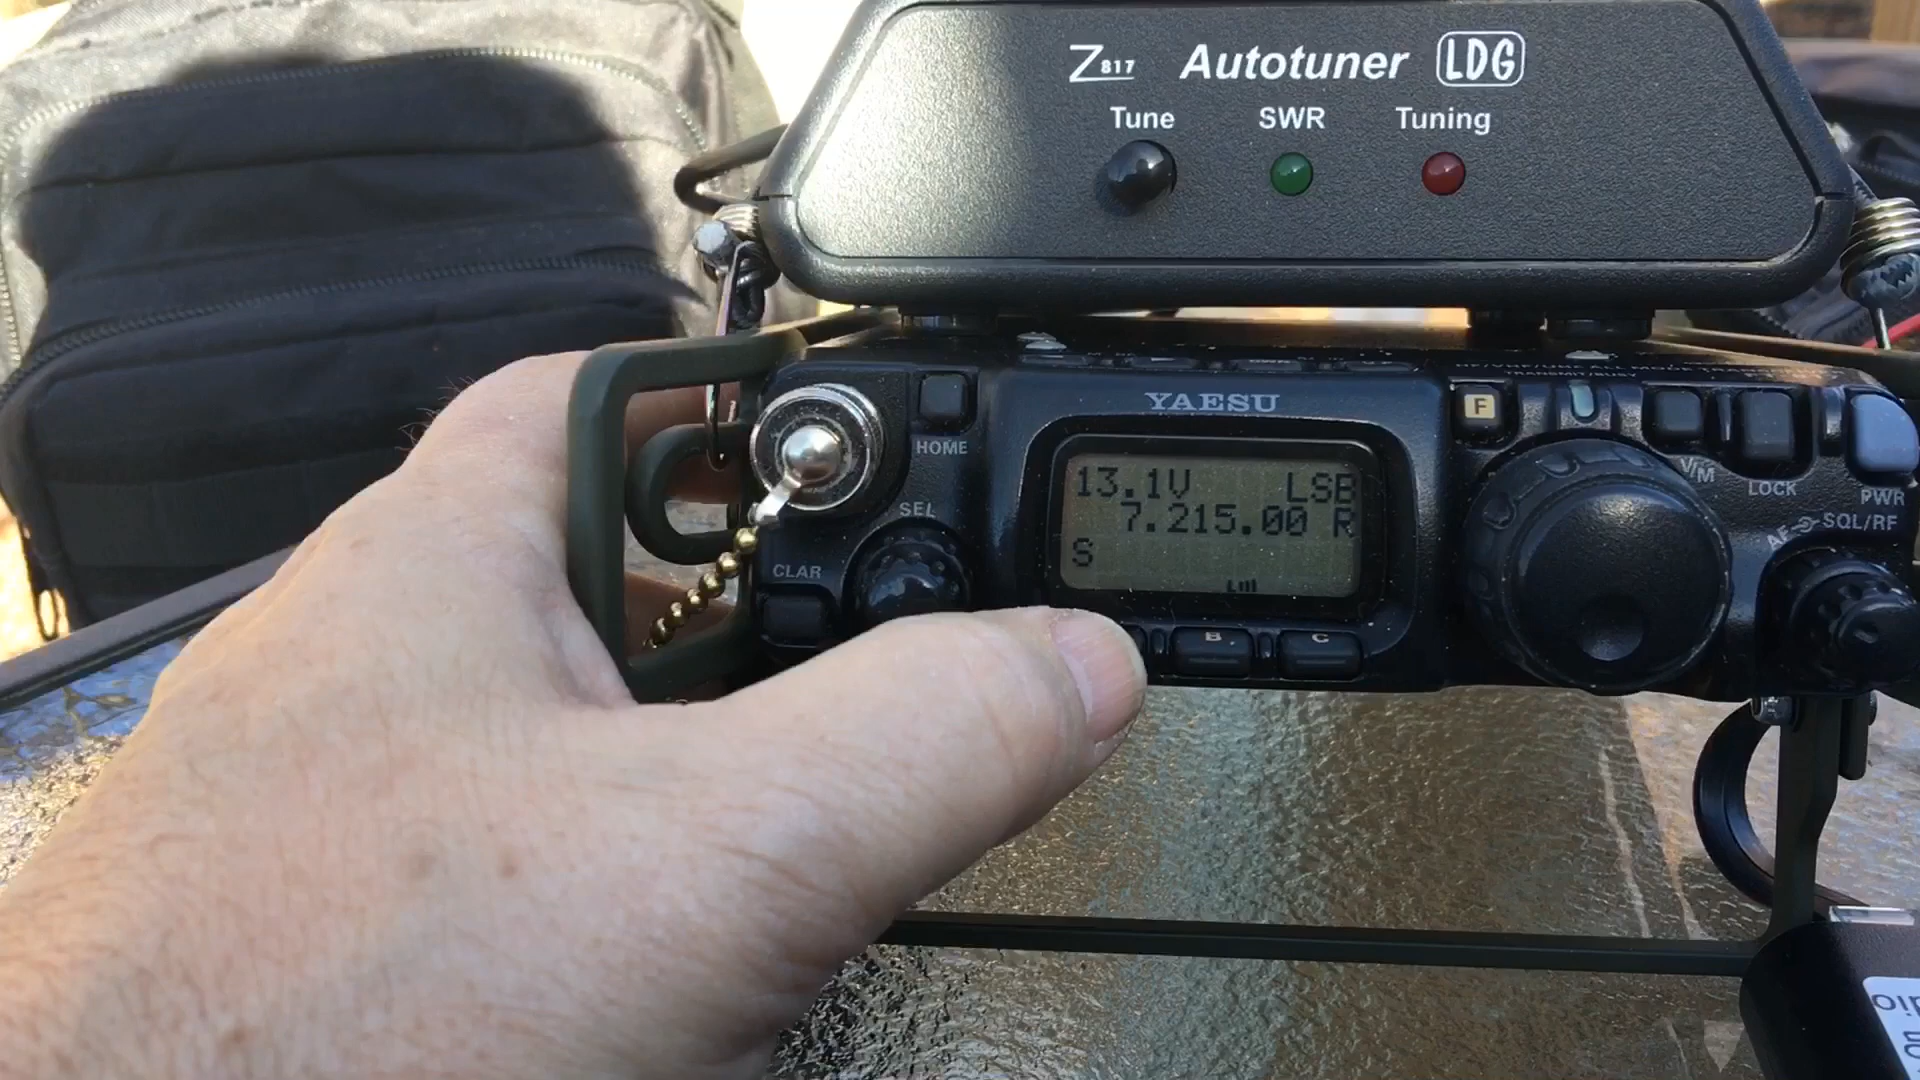 Z817 Autotuner LDG
Tune SWR Tuning
YAESU
F
HOME
13.1V LSB
7.215.00 R
S
SEL
CLAR
B
C
V/M
LOCK
PWR
AF
SQL/RF